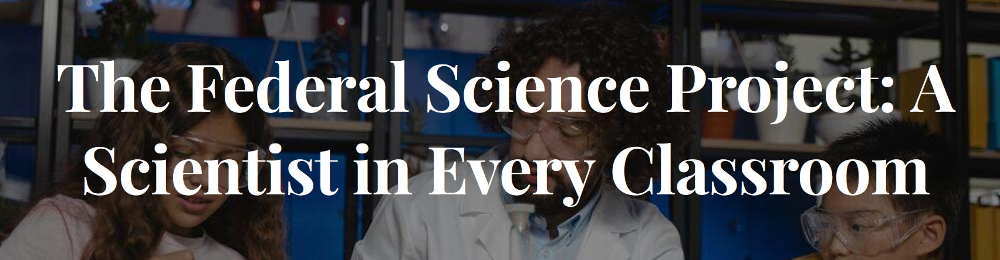 The Federal Science Project: A
Scientist in Every Classroom